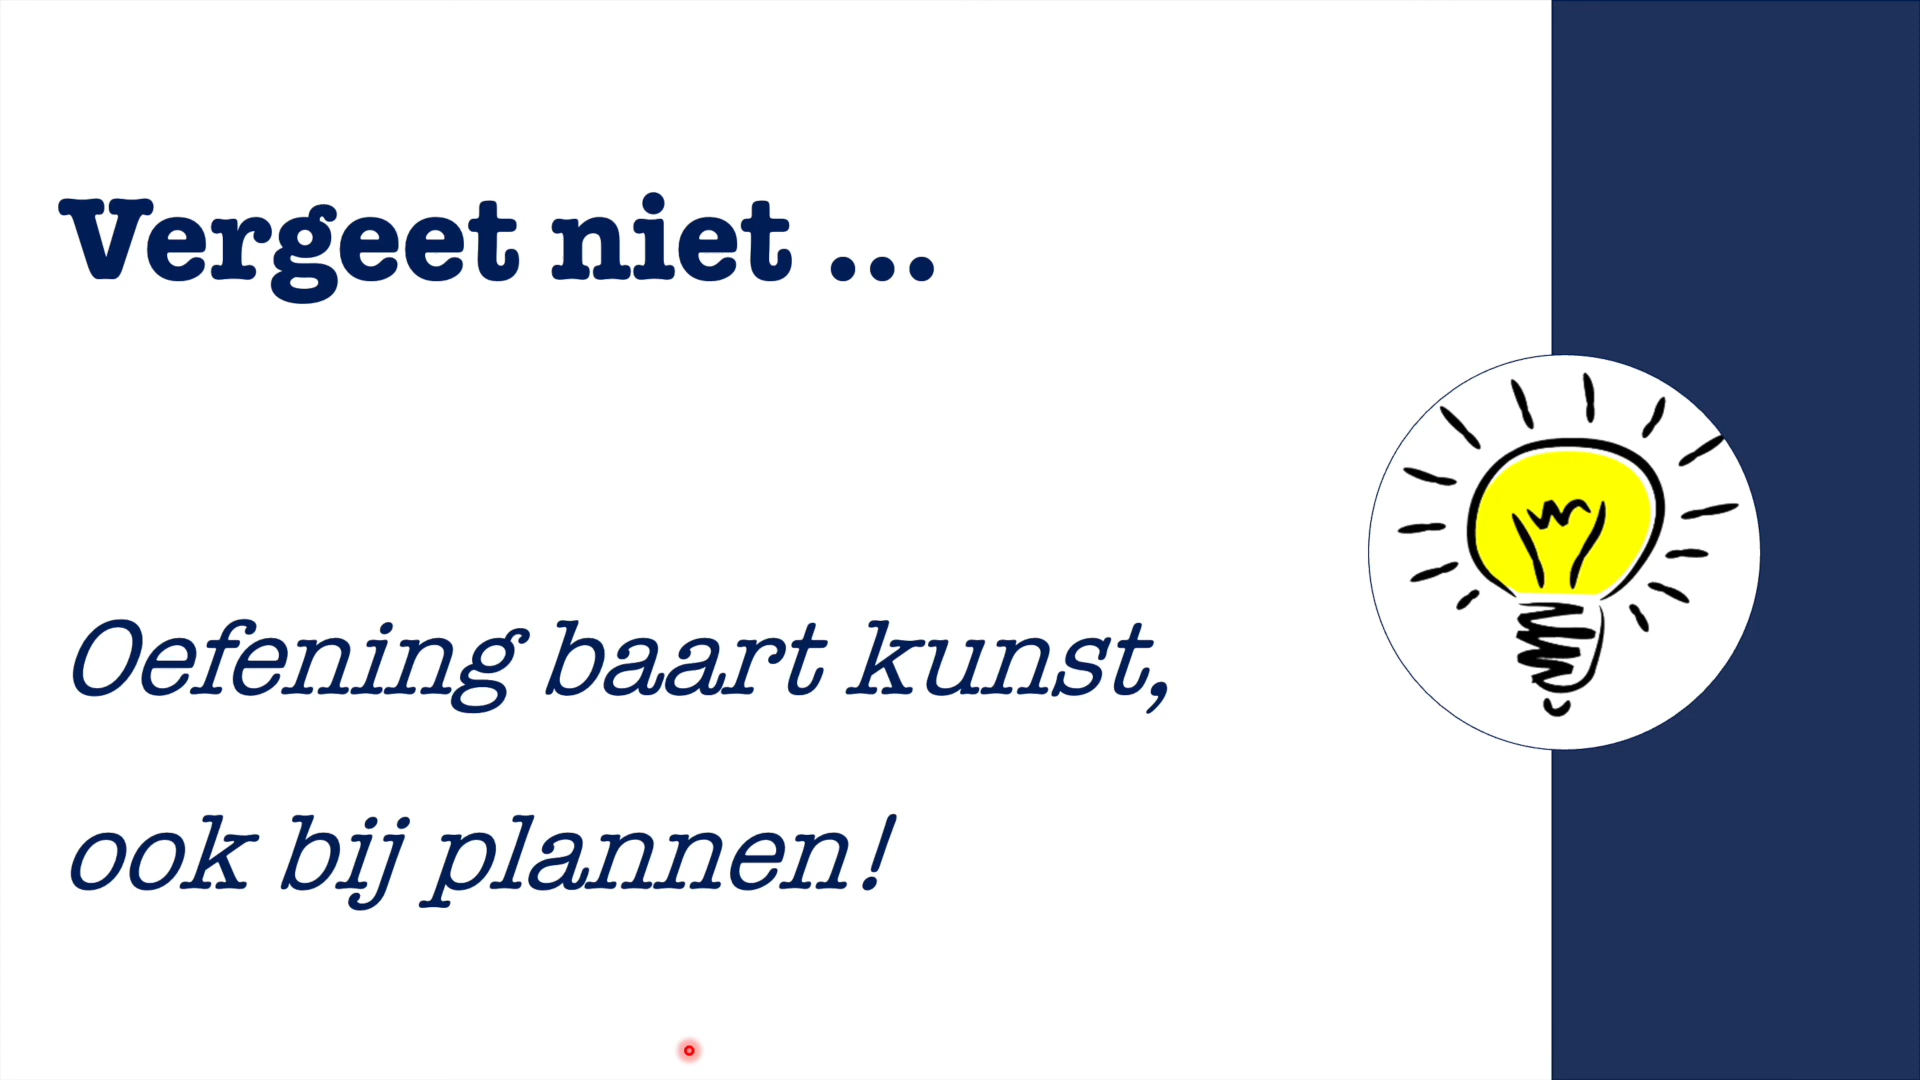 Vergeet niet ...
Oefening baart kunst,
ook bij plannen!